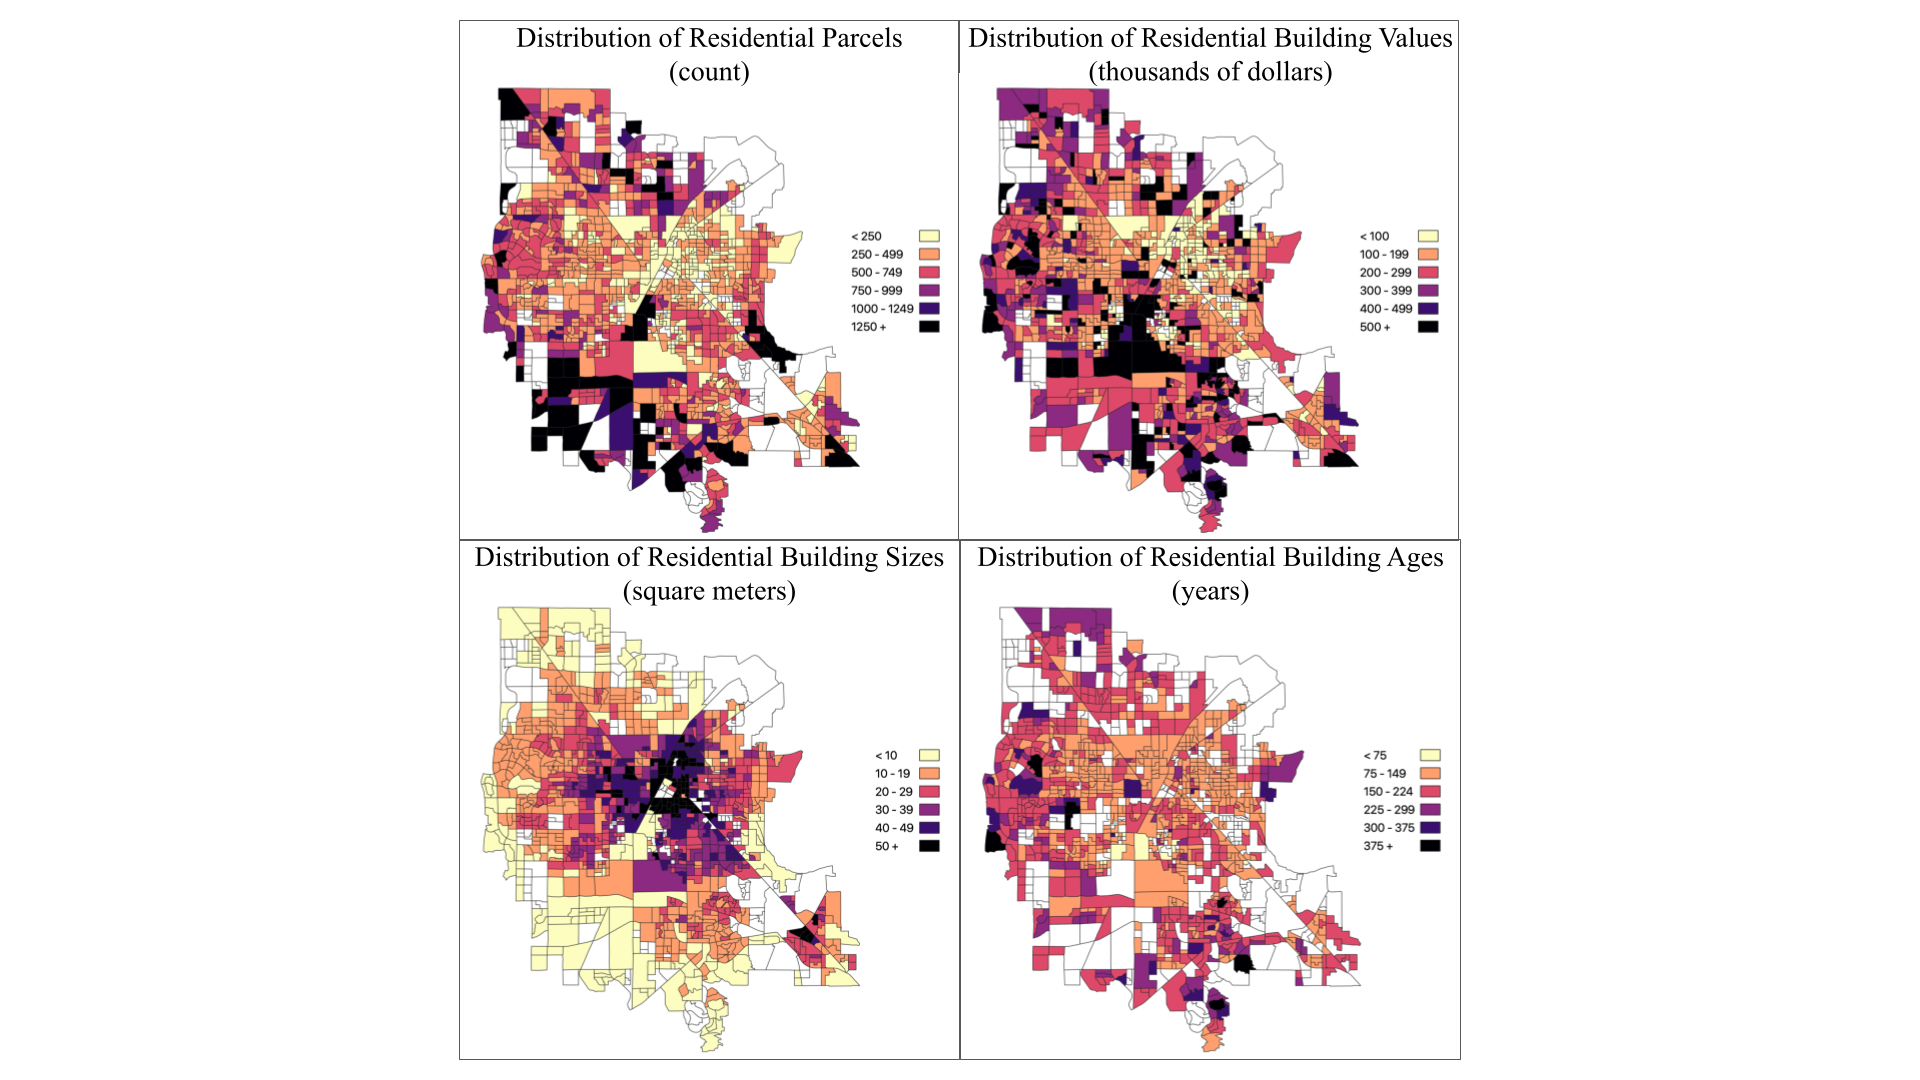 Distribution of Residential Parcels
(count)
< 250
250 - 499
500 - 749
750 - 999
1000 - 1249
1250 +
Distribution of Residential Building Values
(thousands of dollars)
< 100
100 - 199
200 - 299
300 - 399
400 - 499
500 +
Distribution of Residential Building Sizes
(square meters)
< 10
10 - 19
20 - 29
30 - 39
40 - 49
50 +
Distribution of Residential Building Ages
(years)
< 75
75 - 149
150 - 224
225 - 299
300 - 375
375 +